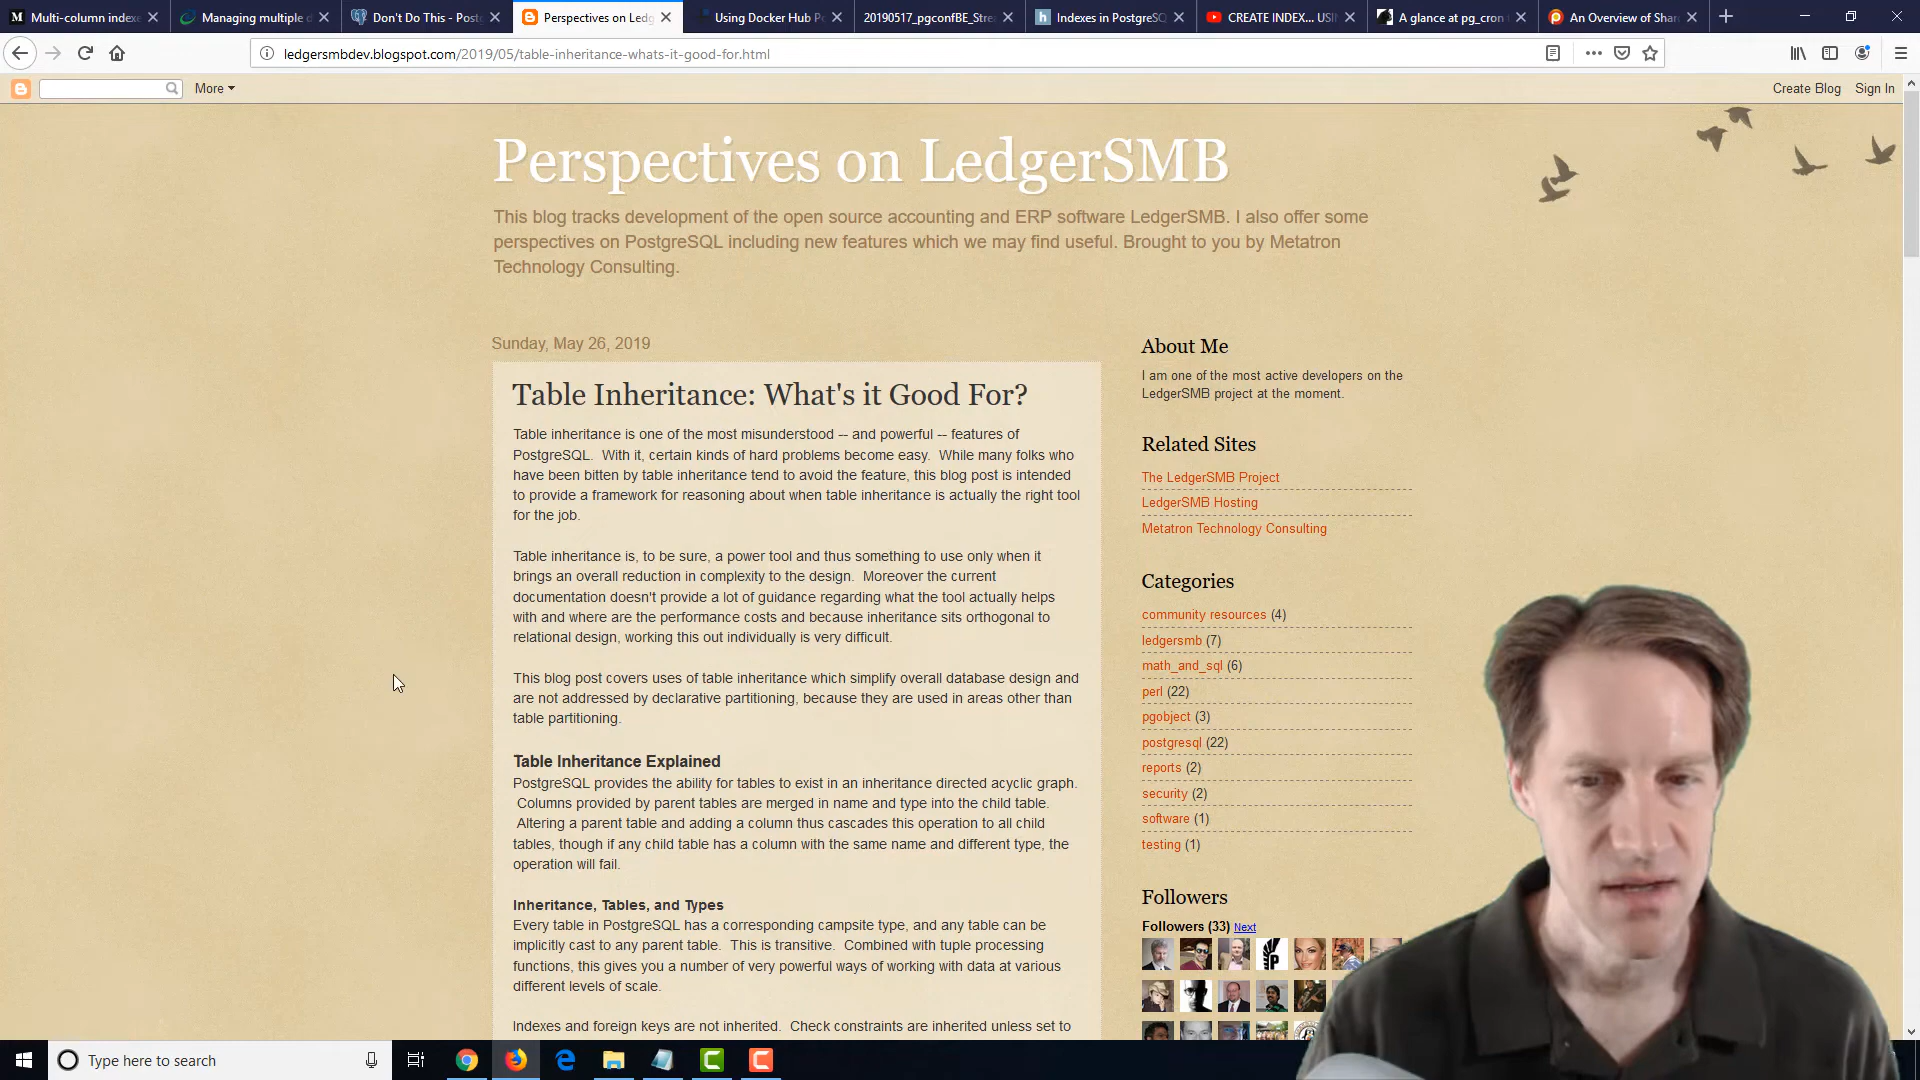 Multi-column indexe
Managing multiple d
Don't Do This - Postg
Perspectives on Ledg
Using Docker Hub Po
20190517_pgconfBE_Stre
Indexes in PostgreSQ
CREATE INDEX... USI
A glance at pg_cron t
An Overview of Shar
ledgersmbdev.blogspot.com/2019/05/table-inheritance-whats-it-good-for.html
More
Create Blog
Sign In
Perspectives on LedgerSMB
This blog tracks development of the open source accounting and ERP software LedgerSMB. I also offer some
perspectives on PostgreSQL including new features which we may find useful. Brought to you by Metatron
Technology Consulting.
Sunday, May 26, 2019
Table Inheritance: What's it Good For?
Table inheritance is one of the most misunderstood -- and powerful -- features of
PostgreSQL.  With it, certain kinds of hard problems become easy.  While many folks who
have been bitten by table inheritance tend to avoid the feature, this blog post is intended
to provide a framework for reasoning about when table inheritance is actually the right tool
for the job.
Table inheritance is, to be sure, a power tool and thus something to use only when it
brings an overall reduction in complexity to the design.  Moreover the current
documentation doesn't provide a lot of guidance regarding what the tool actually helps
with and where are the performance costs and because inheritance sits orthogonal to
relational design, working this out individually is very difficult.
This blog post covers uses of table inheritance which simplify overall database design and
are not addressed by declarative partitioning, because they are used in areas other than
table partitioning.
Table Inheritance Explained
PostgreSQL provides the ability for tables to exist in an inheritance directed acyclic graph.
Columns provided by parent tables are merged in name and type into the child table.
Altering a parent table and adding a column thus cascades this operation to all child
tables, though if any child table has a column with the same name and different type, the
operation will fail.
Inheritance, Tables, and Types
Every table in PostgreSQL has a corresponding campsite type, and any table can be
implicitly cast to any parent table.  This is transitive.  Combined with tuple processing
functions, this gives you a number of very powerful ways of working with data at various
different levels of scale.
Indexes and foreign keys are not inherited.  Check constraints are inherited unless set to
About Me
I am one of the most active developers on the
LedgerSMB project at the moment.
Related Sites
The LedgerSMB Project
LedgerSMB Hosting
Metatron Technology Consulting
Categories
community resources (4)
ledgersmb (7)
math_and_sql (6)
perl (22)
pgobject (3)
postgresql (22)
reports (2)
security (2)
software (1)
testing (1)
Followers
Followers (33) Next
Type here to search